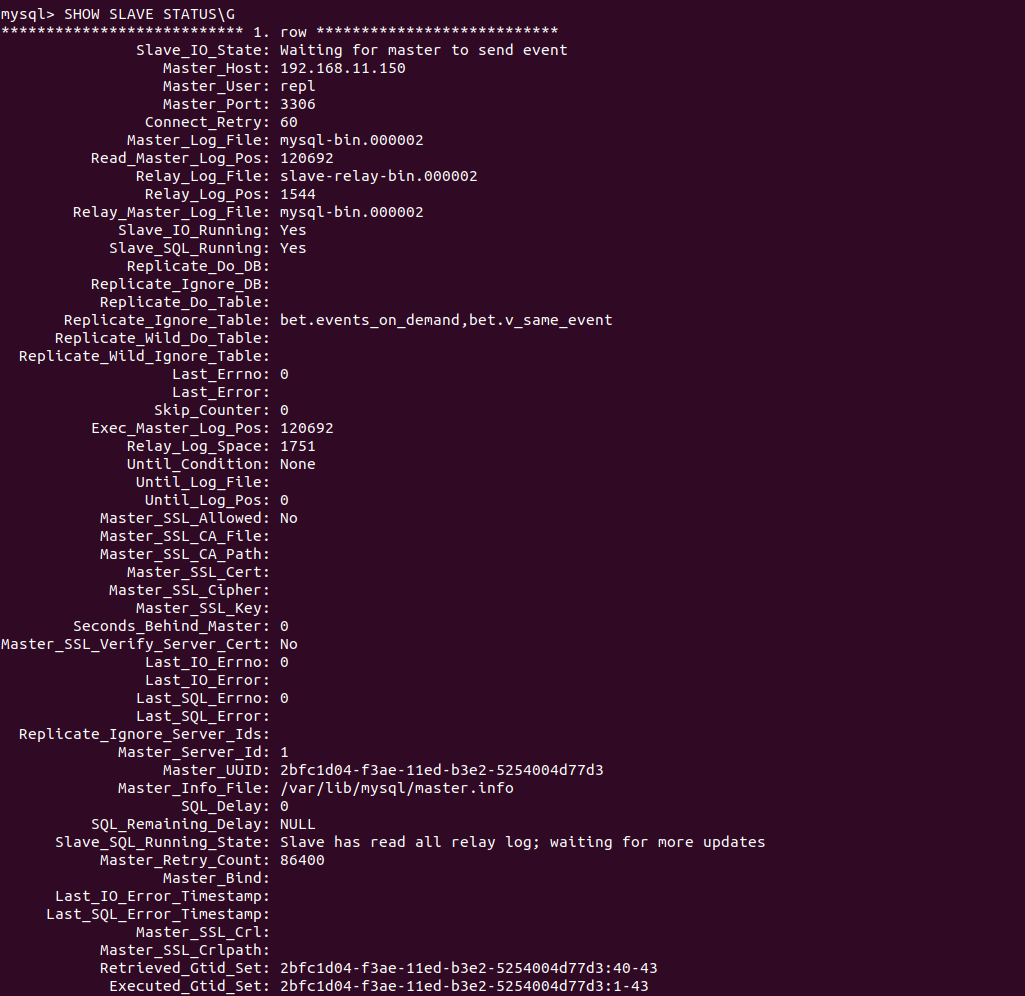 mysql> SHOW SLAVE STATUS\G
*************************** 1. row ***************************
Slave_IO_State: Waiting for master to send event
Master_Host: 192.168.11.150
Master_User: repl
Master_Port: 3306
Connect_Retry: 60
Master_Log_File: mysql-bin.000002
Read_Master_Log_Pos: 120692
Relay_Log_File: slave-relay-bin.000002
Relay_Log_Pos: 1544
Relay_Master_Log_File: mysql-bin.000002
Slave_IO_Running: Yes
Slave_SQL_Running: Yes
Replicate_Do_DB:
Replicate_Ignore_DB:
Replicate_Do_Table:
Replicate_Ignore_Table: bet.events_on_demand,bet.v_same_event
Replicate_Wild_Do_Table:
Replicate_Wild_Ignore_Table:
Last_Errno: 0
Last_Error:
Skip_Counter: 0
Exec_Master_Log_Pos: 120692
Relay_Log_Space: 1751
Until_Condition: None
Until_Log_File:
Until_Log_Pos: 0
Master_SSL_Allowed: No
Master_SSL_CA_File:
Master_SSL_CA_Path:
Master_SSL_Cert:
Master_SSL_Cipher:
Master_SSL_Key:
Seconds_Behind_Master: 0
Master_SSL_Verify_Server_Cert: No
Last_IO_Errno: 0
Last_IO_Error:
Last_SQL_Errno: 0
Last_SQL_Error:
Replicate_Ignore_Server_Ids:
Master_Server_Id: 1
Master_UUID: 2bfc1d04-f3ae-11ed-b3e2-5254004d77d3
Master_Info_File: /var/lib/mysql/master.info
SQL_Delay: 0
SQL_Remaining_Delay: NULL
Slave_SQL_Running_State: Slave has read all relay log; waiting for more updates
Master_Retry_Count: 86400
Master_Bind:
Last_IO_Error_Timestamp:
Last_SQL_Error_Timestamp:
Master_SSL_Crl:
Master_SSL_Crlpath:
Retrieved_Gtid_Set: 2bfc1d04-f3ae-11ed-b3e2-5254004d77d3:40-43
Executed_Gtid_Set: 2bfc1d04-f3ae-11ed-b3e2-5254004d77d3:1-43